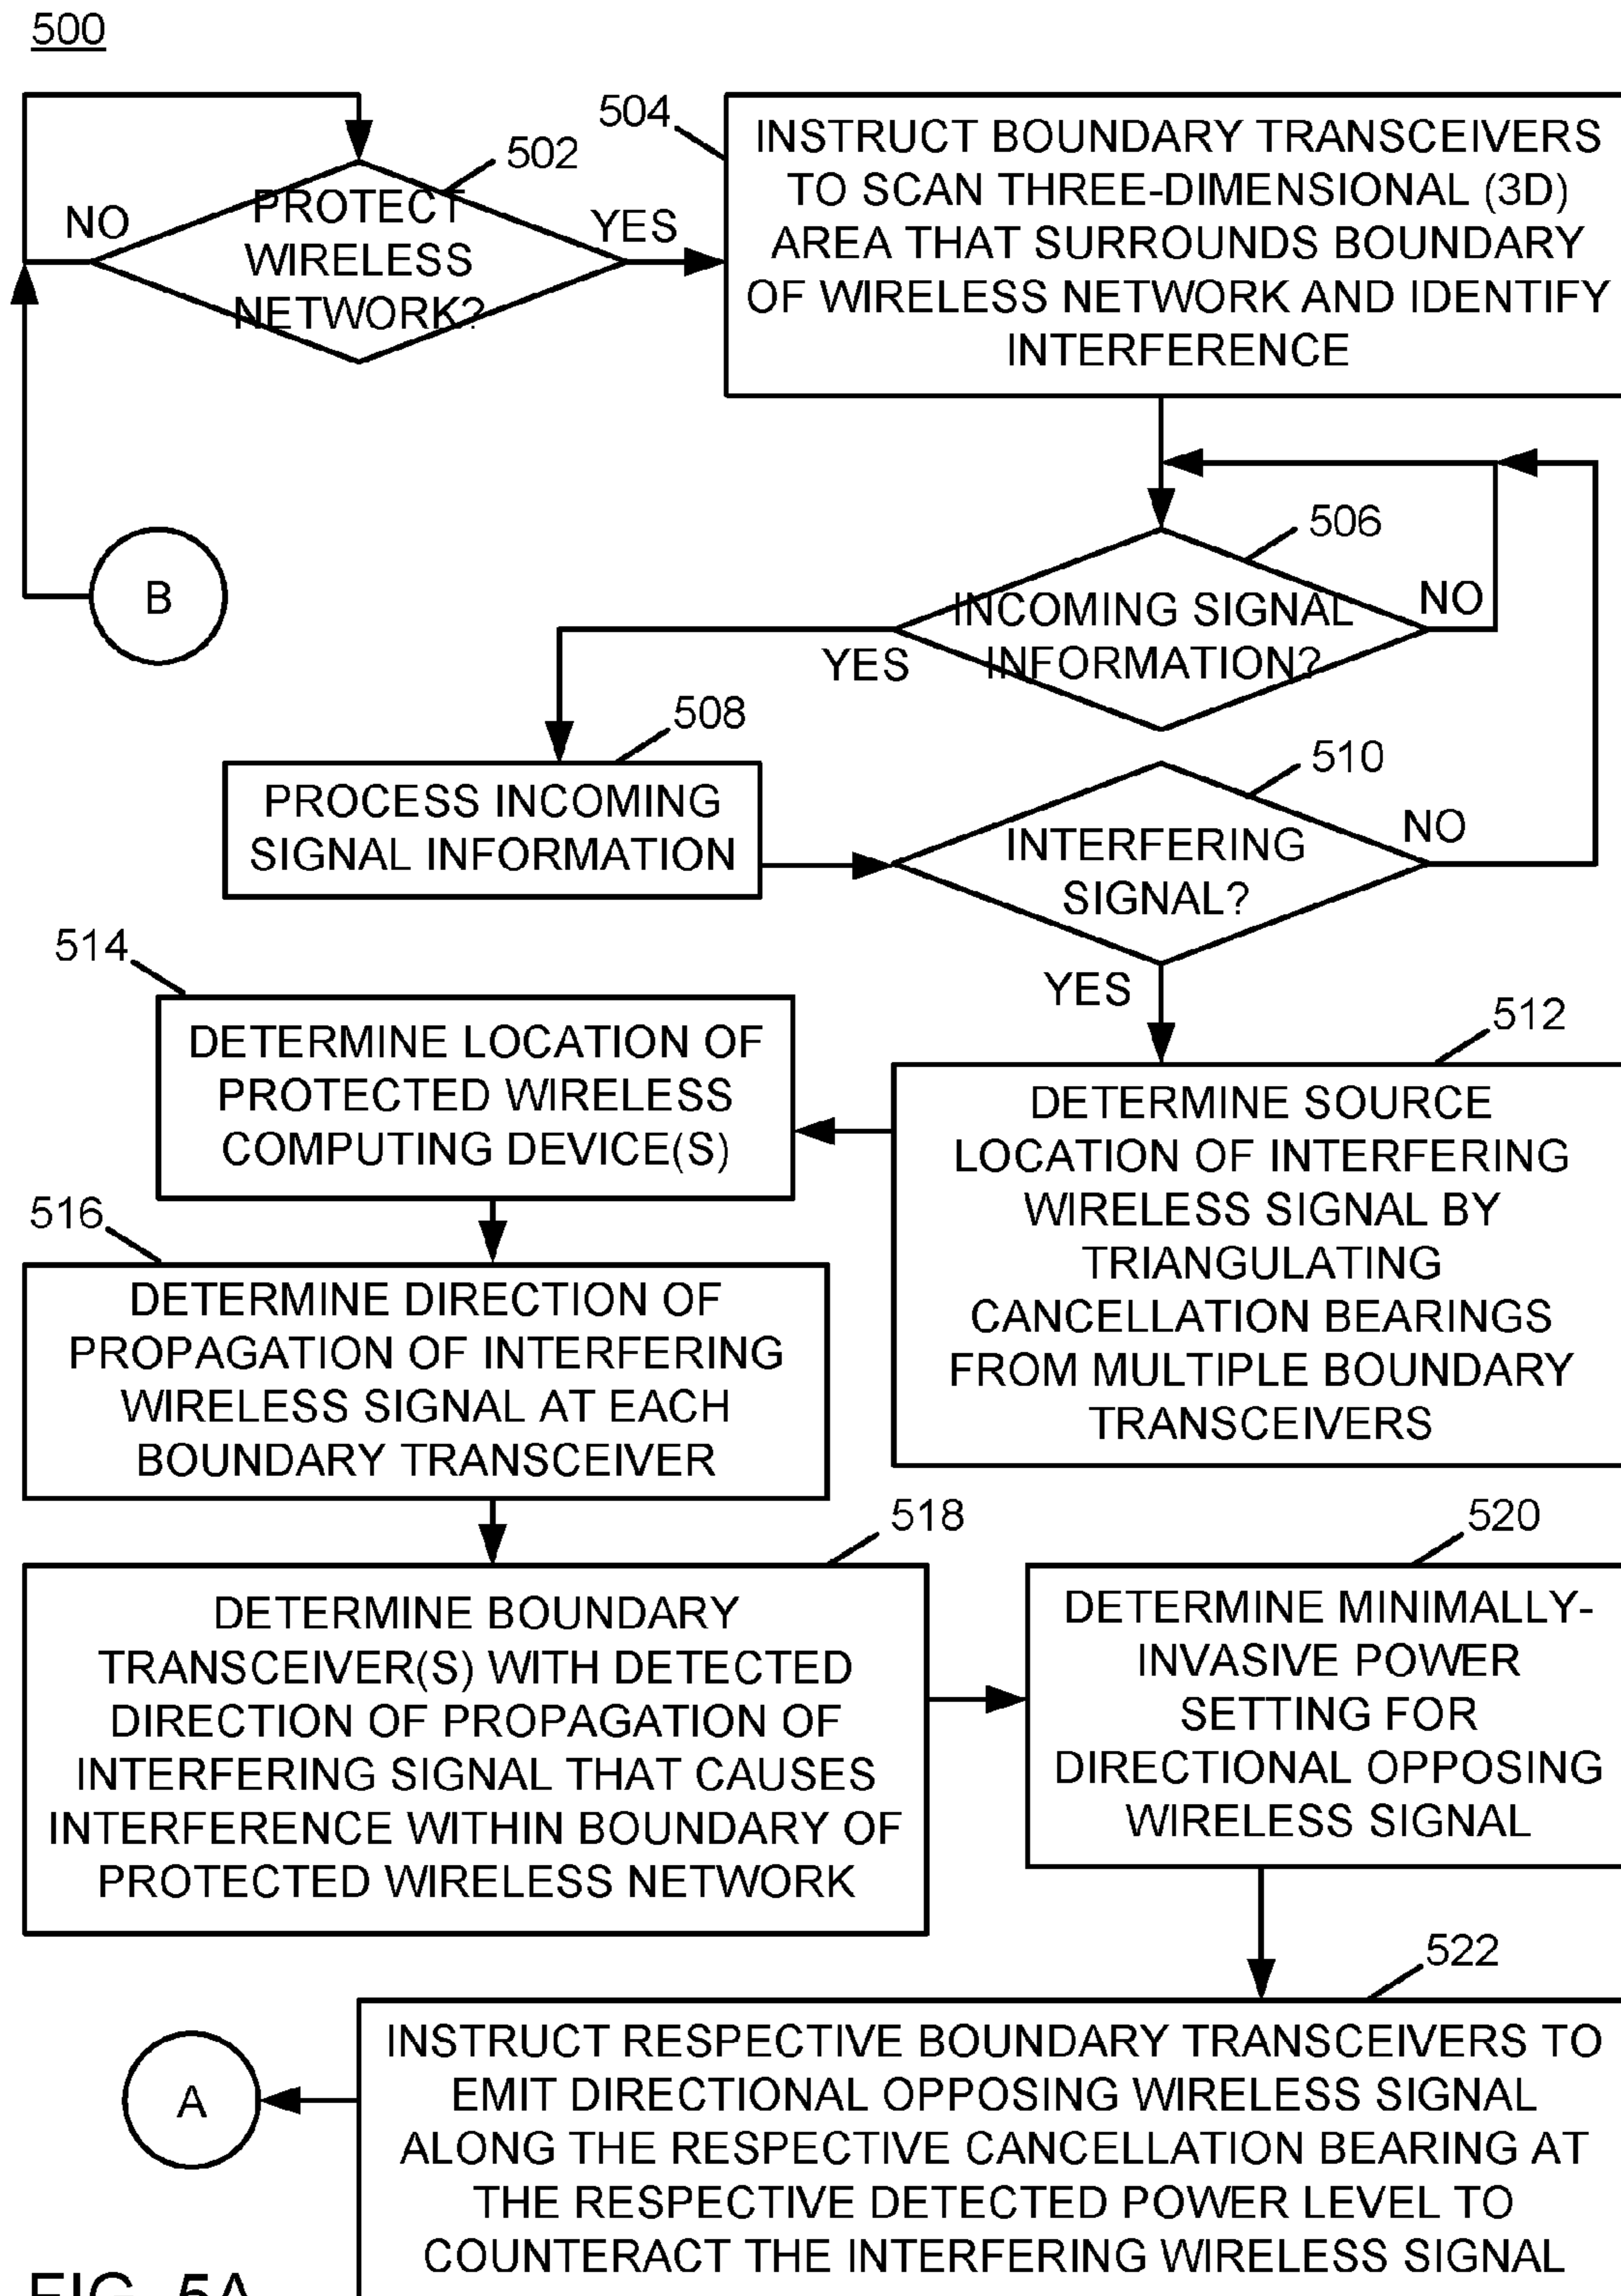 500
502
PROTECT
WIRELESS
NETWORK?
NO
YES
504
INSTRUCT BOUNDARY TRANSCEIVERS
TO SCAN THREE-DIMENSIONAL (3D)
AREA THAT SURROUNDS BOUNDARY
OF WIRELESS NETWORK AND IDENTIFY
INTERFERENCE
B
506
INCOMING SIGNAL
INFORMATION?
NO
YES
508
PROCESS INCOMING
SIGNAL INFORMATION
510
INTERFERING
SIGNAL?
NO
YES
512
DETERMINE SOURCE
LOCATION OF INTERFERING
WIRELESS SIGNAL BY
TRIANGULATING
CANCELLATION BEARINGS
FROM MULTIPLE BOUNDARY
TRANSCEIVERS
514
DETERMINE LOCATION OF
PROTECTED WIRELESS
COMPUTING DEVICE(S)
516
DETERMINE DIRECTION OF
PROPAGATION OF INTERFERING
WIRELESS SIGNAL AT EACH
BOUNDARY TRANSCEIVER
518
DETERMINE BOUNDARY
TRANSCEIVER(S) WITH DETECTED
DIRECTION OF PROPAGATION OF
INTERFERING SIGNAL THAT CAUSES
INTERFERENCE WITHIN BOUNDARY OF
PROTECTED WIRELESS NETWORK
520
DETERMINE MINIMALLY-
INVASIVE POWER
SETTING FOR
DIRECTIONAL OPPOSING
WIRELESS SIGNAL
522
INSTRUCT RESPECTIVE BOUNDARY TRANSCEIVERS TO
EMIT DIRECTIONAL OPPOSING WIRELESS SIGNAL
ALONG THE RESPECTIVE CANCELLATION BEARING AT
THE RESPECTIVE DETECTED POWER LEVEL TO
COUNTERACT THE INTERFERING WIRELESS SIGNAL
A
FIG. 5A